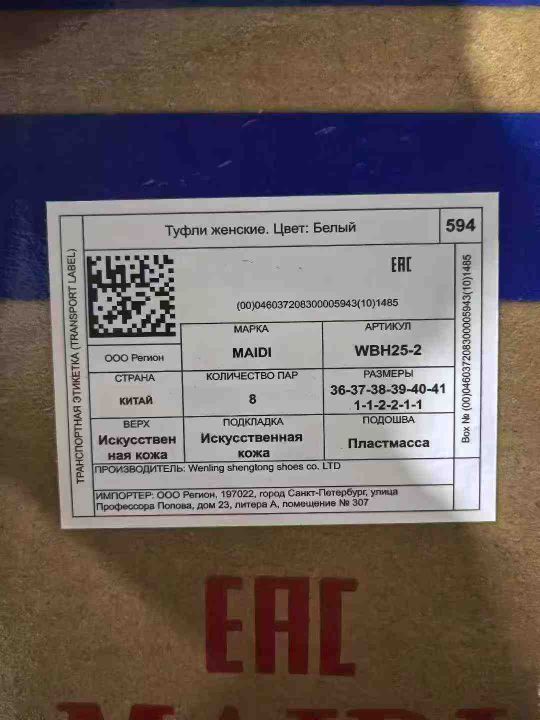 Туфли женские. Цвет: Белый
594
ТРАНСПОРТНАЯ ЭТИКЕТКА (TRANSPORT LABEL)
EAC
(00)046037208300005943(10)1485
Box № (00)046037208300005943(10)1485
ООО Регион
МАРКА
MAIDI
АРТИКУЛ
WBH25-2
СТРАНА
КИТАЙ
КОЛИЧЕСТВО ПАР
8
РАЗМЕРЫ
36-37-38-39-40-41
1-1-2-2-1-1
ВЕРХ
Искусствен
ная кожа
ПОДКЛАДКА
Искусственная
кожа
ПОДОШВА
Пластмасса
ПРОИЗВОДИТЕЛЬ: Wenling shengtong shoes co. LTD
ИМПОРТЕР: ООО Регион, 197022, город Санкт-Петербург, улица
Профессора Попова, дом 23, литера А, помещение № 307
EAC